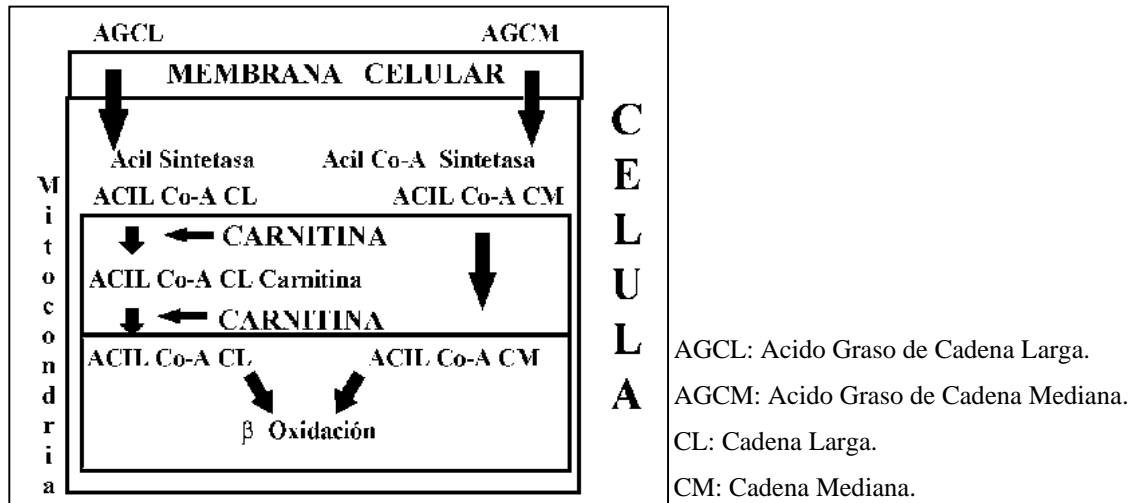 AGCL AGCM
MEMBRANA CELULAR
Acil Sintetasa Acil Co-A Sintetasa
ACIL Co-A CL ACIL Co-A CM
CARNITINA
ACIL Co-A CL Carnitina
CARNITINA
ACIL Co-A CL ACIL Co-A CM
β Oxidación
Mitocondria
CELULA
AGCL: Acido Graso de Cadena Larga.
AGCM: Acido Graso de Cadena Mediana.
CL: Cadena Larga.
CM: Cadena Mediana.